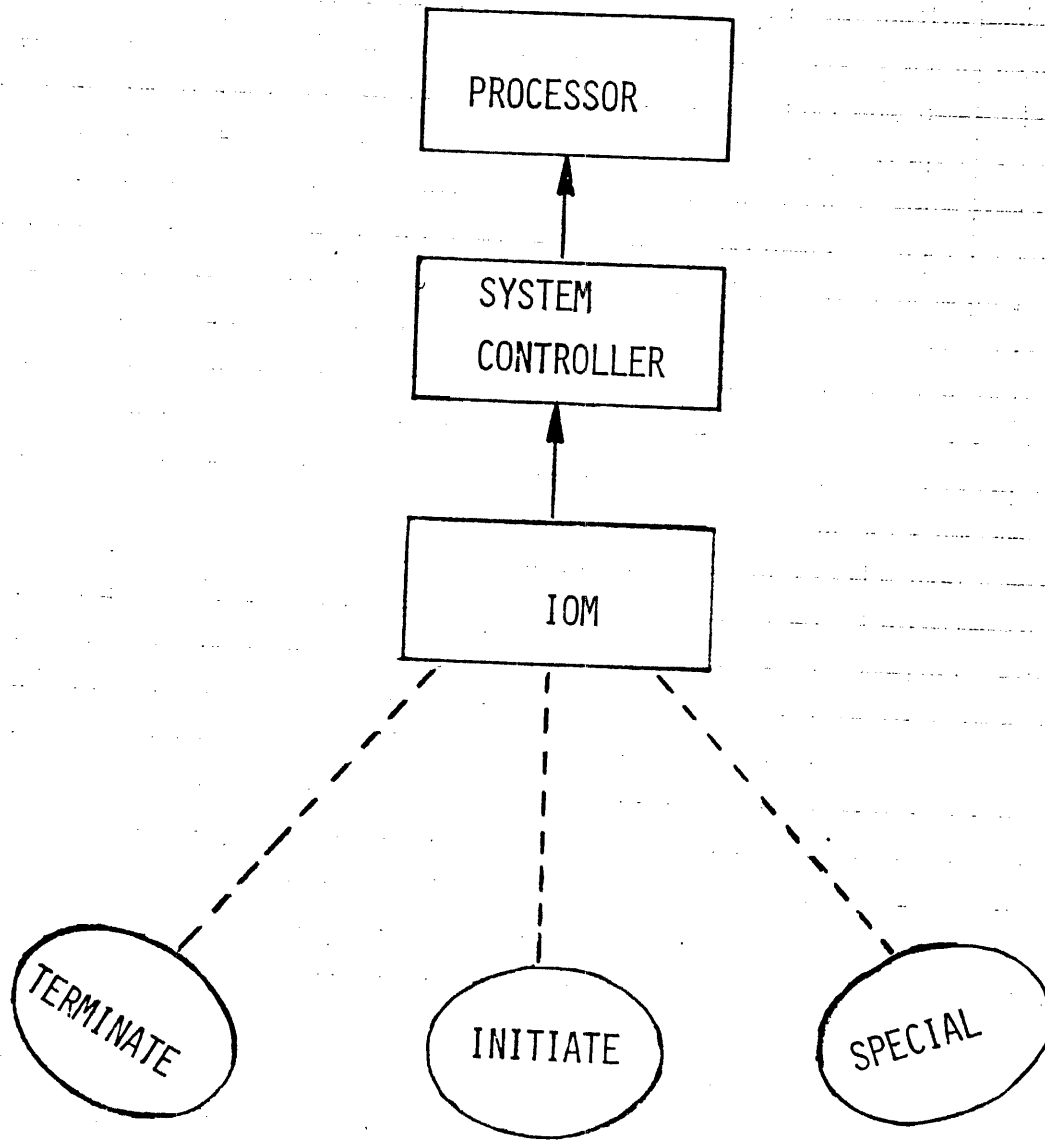 PROCESSOR
SYSTEM
CONTROLLER
IOM
TERMINATE
INITIATE
SPECIAL